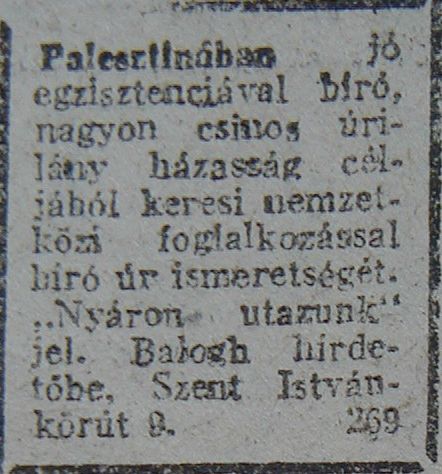 Palesztinában jó
egzisztenciával bíró,
nagyon csinos úri-
lány házasság cél-
jából keresi nemzet-
közi foglalkozással
bíró úr ismeretségét.
„Nyáron utazunk"
jel. Balogh hirde-
tőbe, Szent István-
körút 9. 269